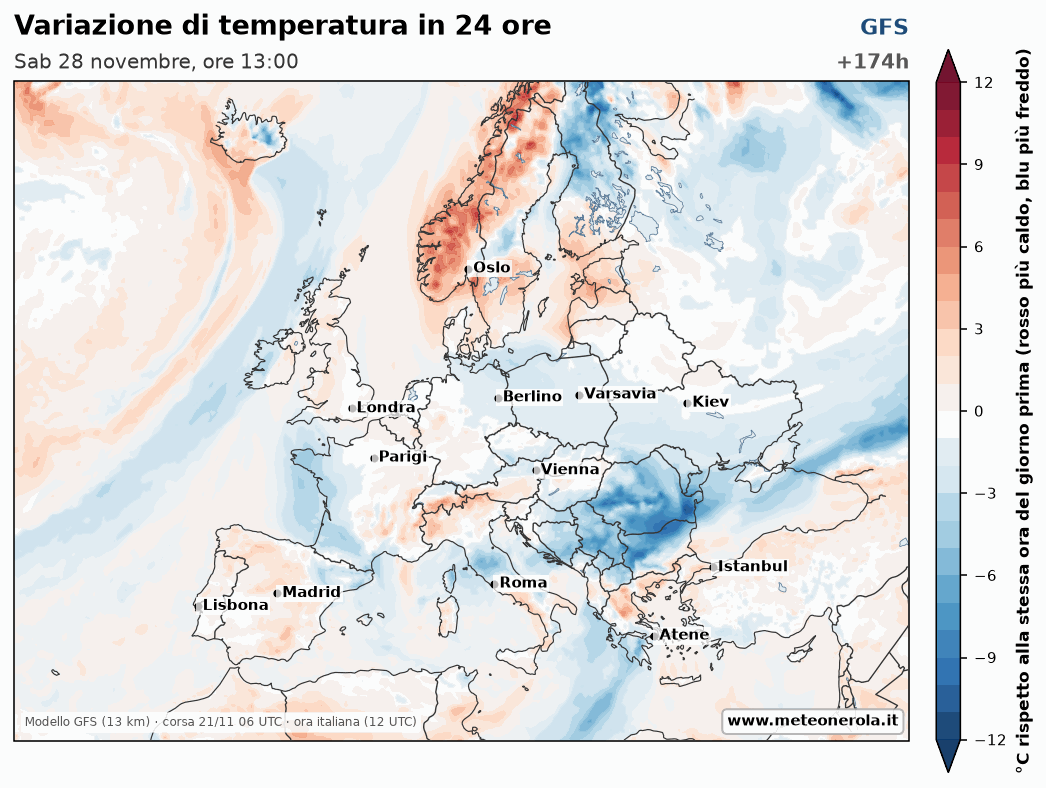 Variazione di temperatura in 24 ore
GFS
Sab 28 novembre, ore 13:00
+174h
Oslo
Londra
Berlino
Varsavia
Kiev
Parigi
Vienna
Madrid
Lisbona
Roma
Istanbul
Atene
Modello GFS (13 km) · corsa 21/11 06 UTC · ora italiana (12 UTC)
www.meteonerola.it
12
9
6
3
0
−3
−6
−9
−12
°C rispetto alla stessa ora del giorno prima (rosso più caldo, blu più freddo)